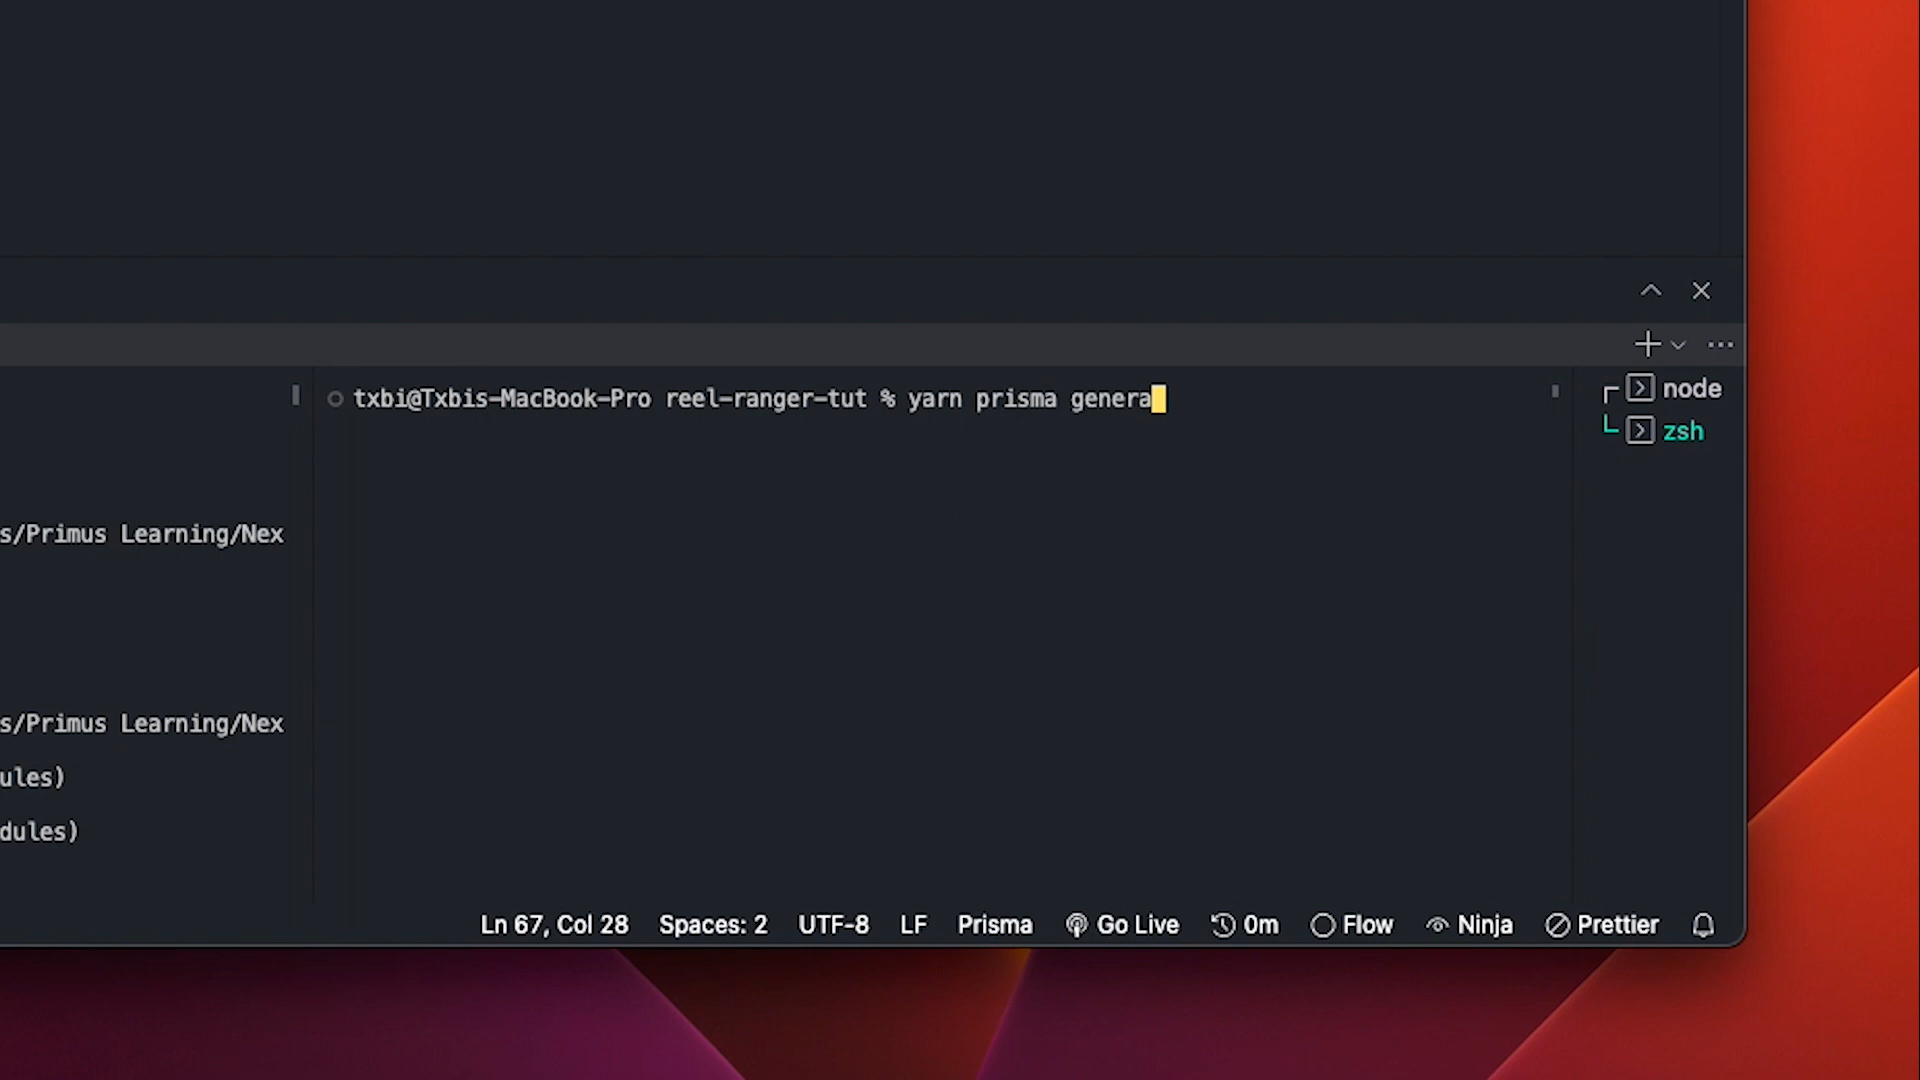 txbi@Txbis-MacBook-Pro reel-ranger-tut % yarn prisma genera
node
zsh
s/Primus Learning/Nex
s/Primus Learning/Nex
ules)
dules)
Ln 67, Col 28 Spaces: 2 UTF-8 LF Prisma Go Live 0m Flow Ninja Prettier